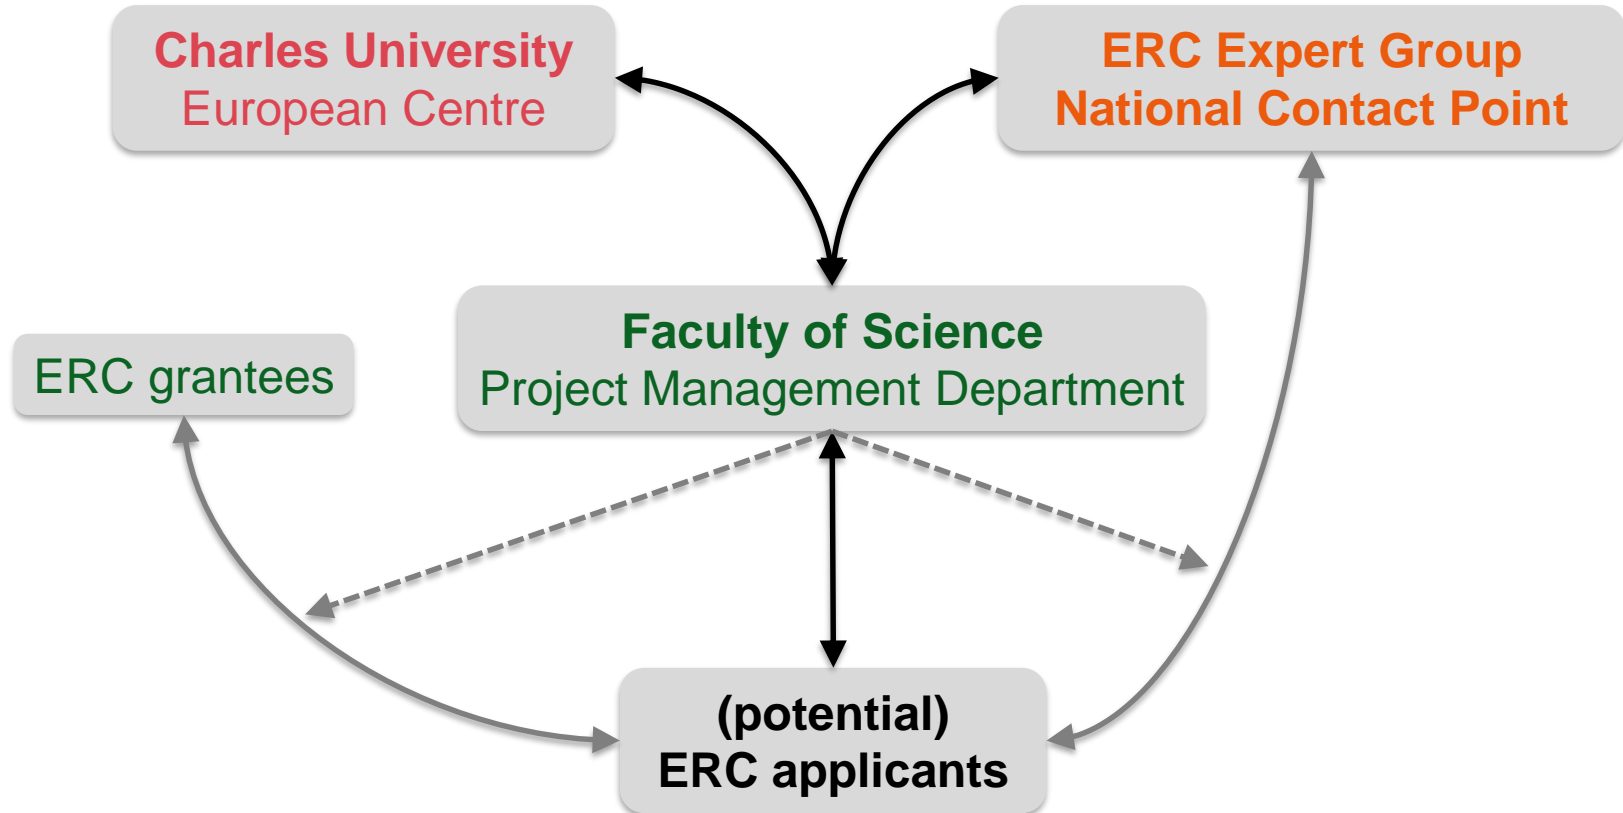 Charles University
European Centre
ERC Expert Group
National Contact Point
Faculty of Science
Project Management Department
ERC grantees
(potential)
ERC applicants